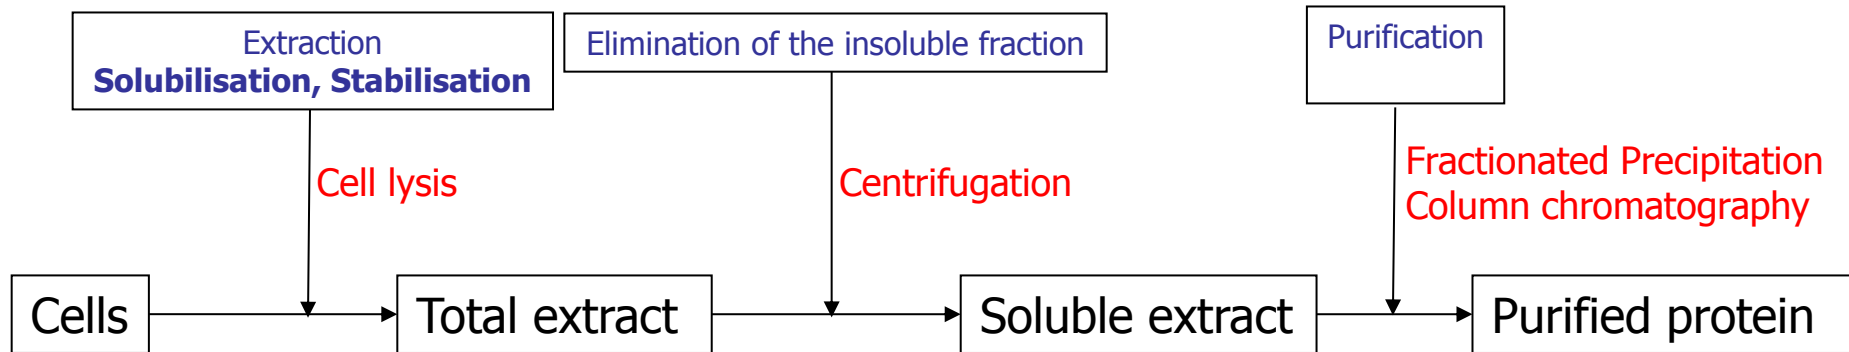 Extraction
Solubilisation, Stabilisation
Elimination of the insoluble fraction
Purification
Cell lysis
Centrifugation
Fractionated Precipitation
Column chromatography
Cells
Total extract
Soluble extract
Purified protein